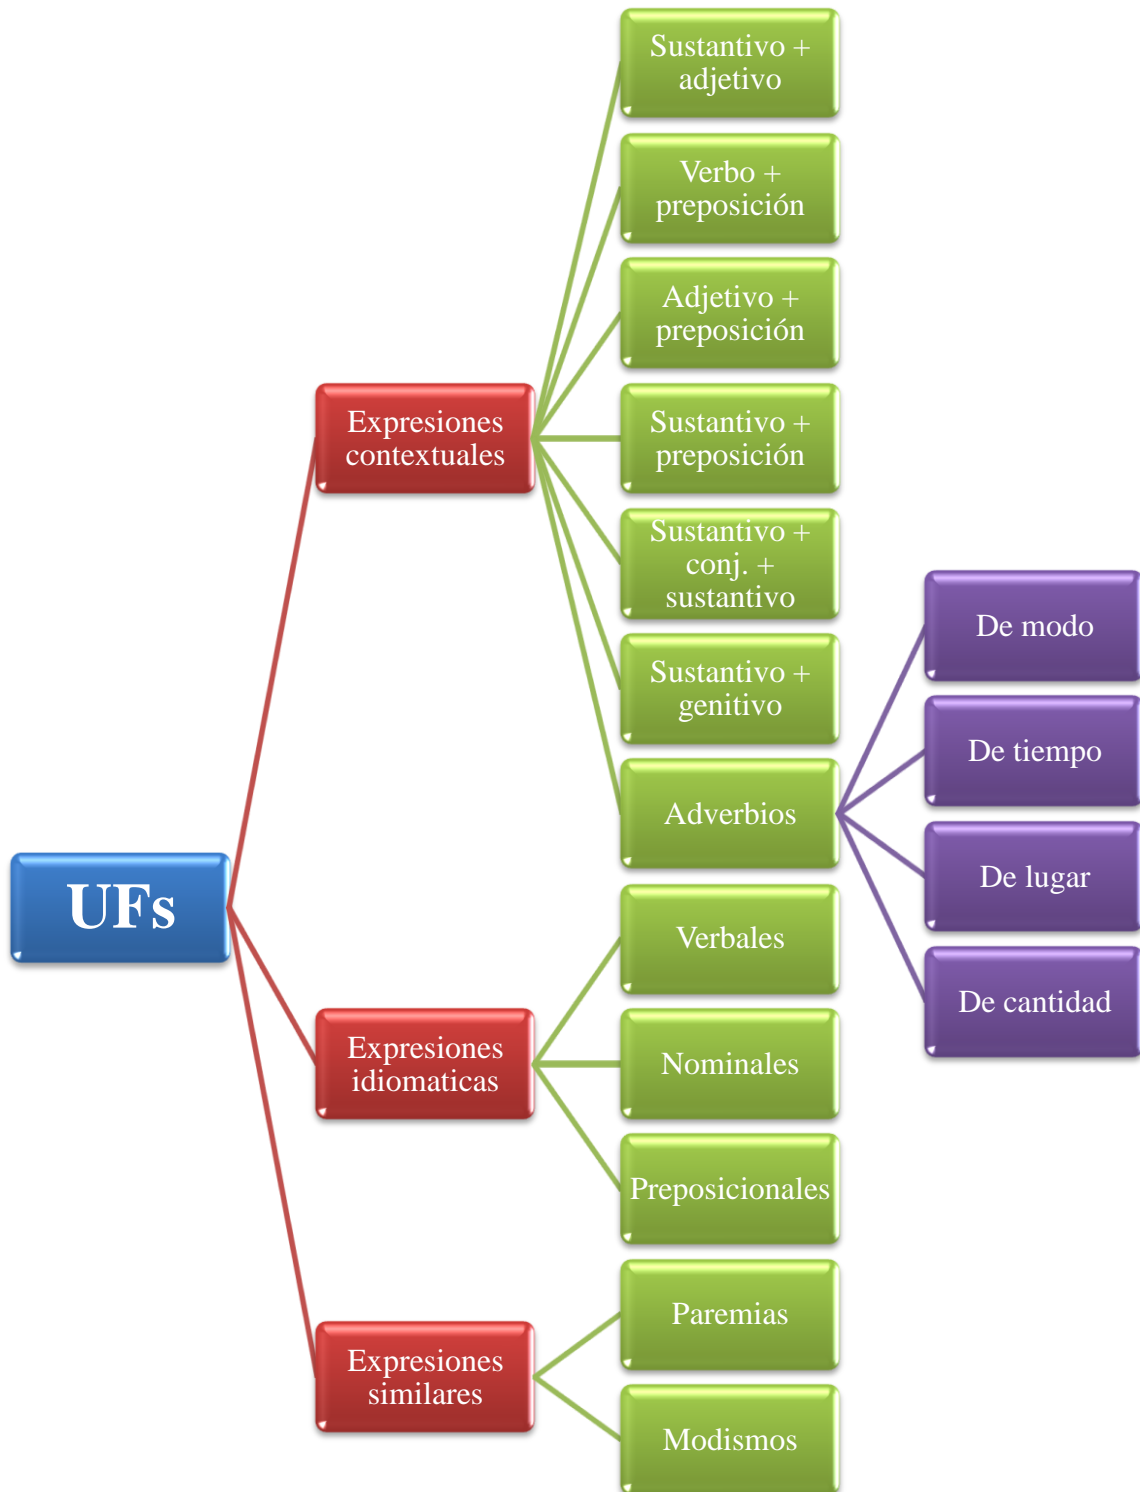 Sustantivo +
adjetivo
Verbo +
preposición
Adjetivo +
preposición
Expresiones
contextuales
Sustantivo +
preposición
Sustantivo +
conj. +
sustantivo
Sustantivo +
genitivo
Adverbios
De modo
De tiempo
De lugar
De cantidad
UFs
Expresiones
idiomaticas
Verbales
Nominales
Preposicionales
Expresiones
similares
Paremias
Modismos